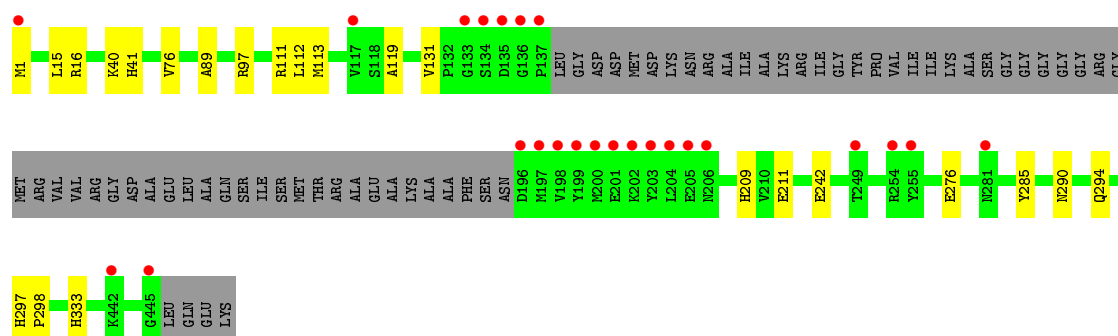 M1 L15 R16 K40 H41 V76 A89 R97 R111 L112 M113 V117 S118 A119 V131 P132 G133 S134 D135 G136 P137 LEU GLY ASP ASP MET ASP LYS ASN ARG ALA ILE ALA LYS ARG ILE GLY TYR PRO VAL ILE ILE LYS ALA SER GLY GLY GLY GLY GLY ARG GLY
MET ARG VAL VAL ARG GLY ASP ALA GLU LEU ALA GLN SER ILE SER MET THR ARG ALA GLU ALA LYS ALA ALA PHE SER ASN D196 M197 V198 Y199 M200 E201 K202 Y203 L204 E205 N206 H209 V210 E211 E242 T249 R254 Y255 E276 N281 Y285 N290 Q294
H297 P298 H333 K442 G445 LEU GLN GLU LYS